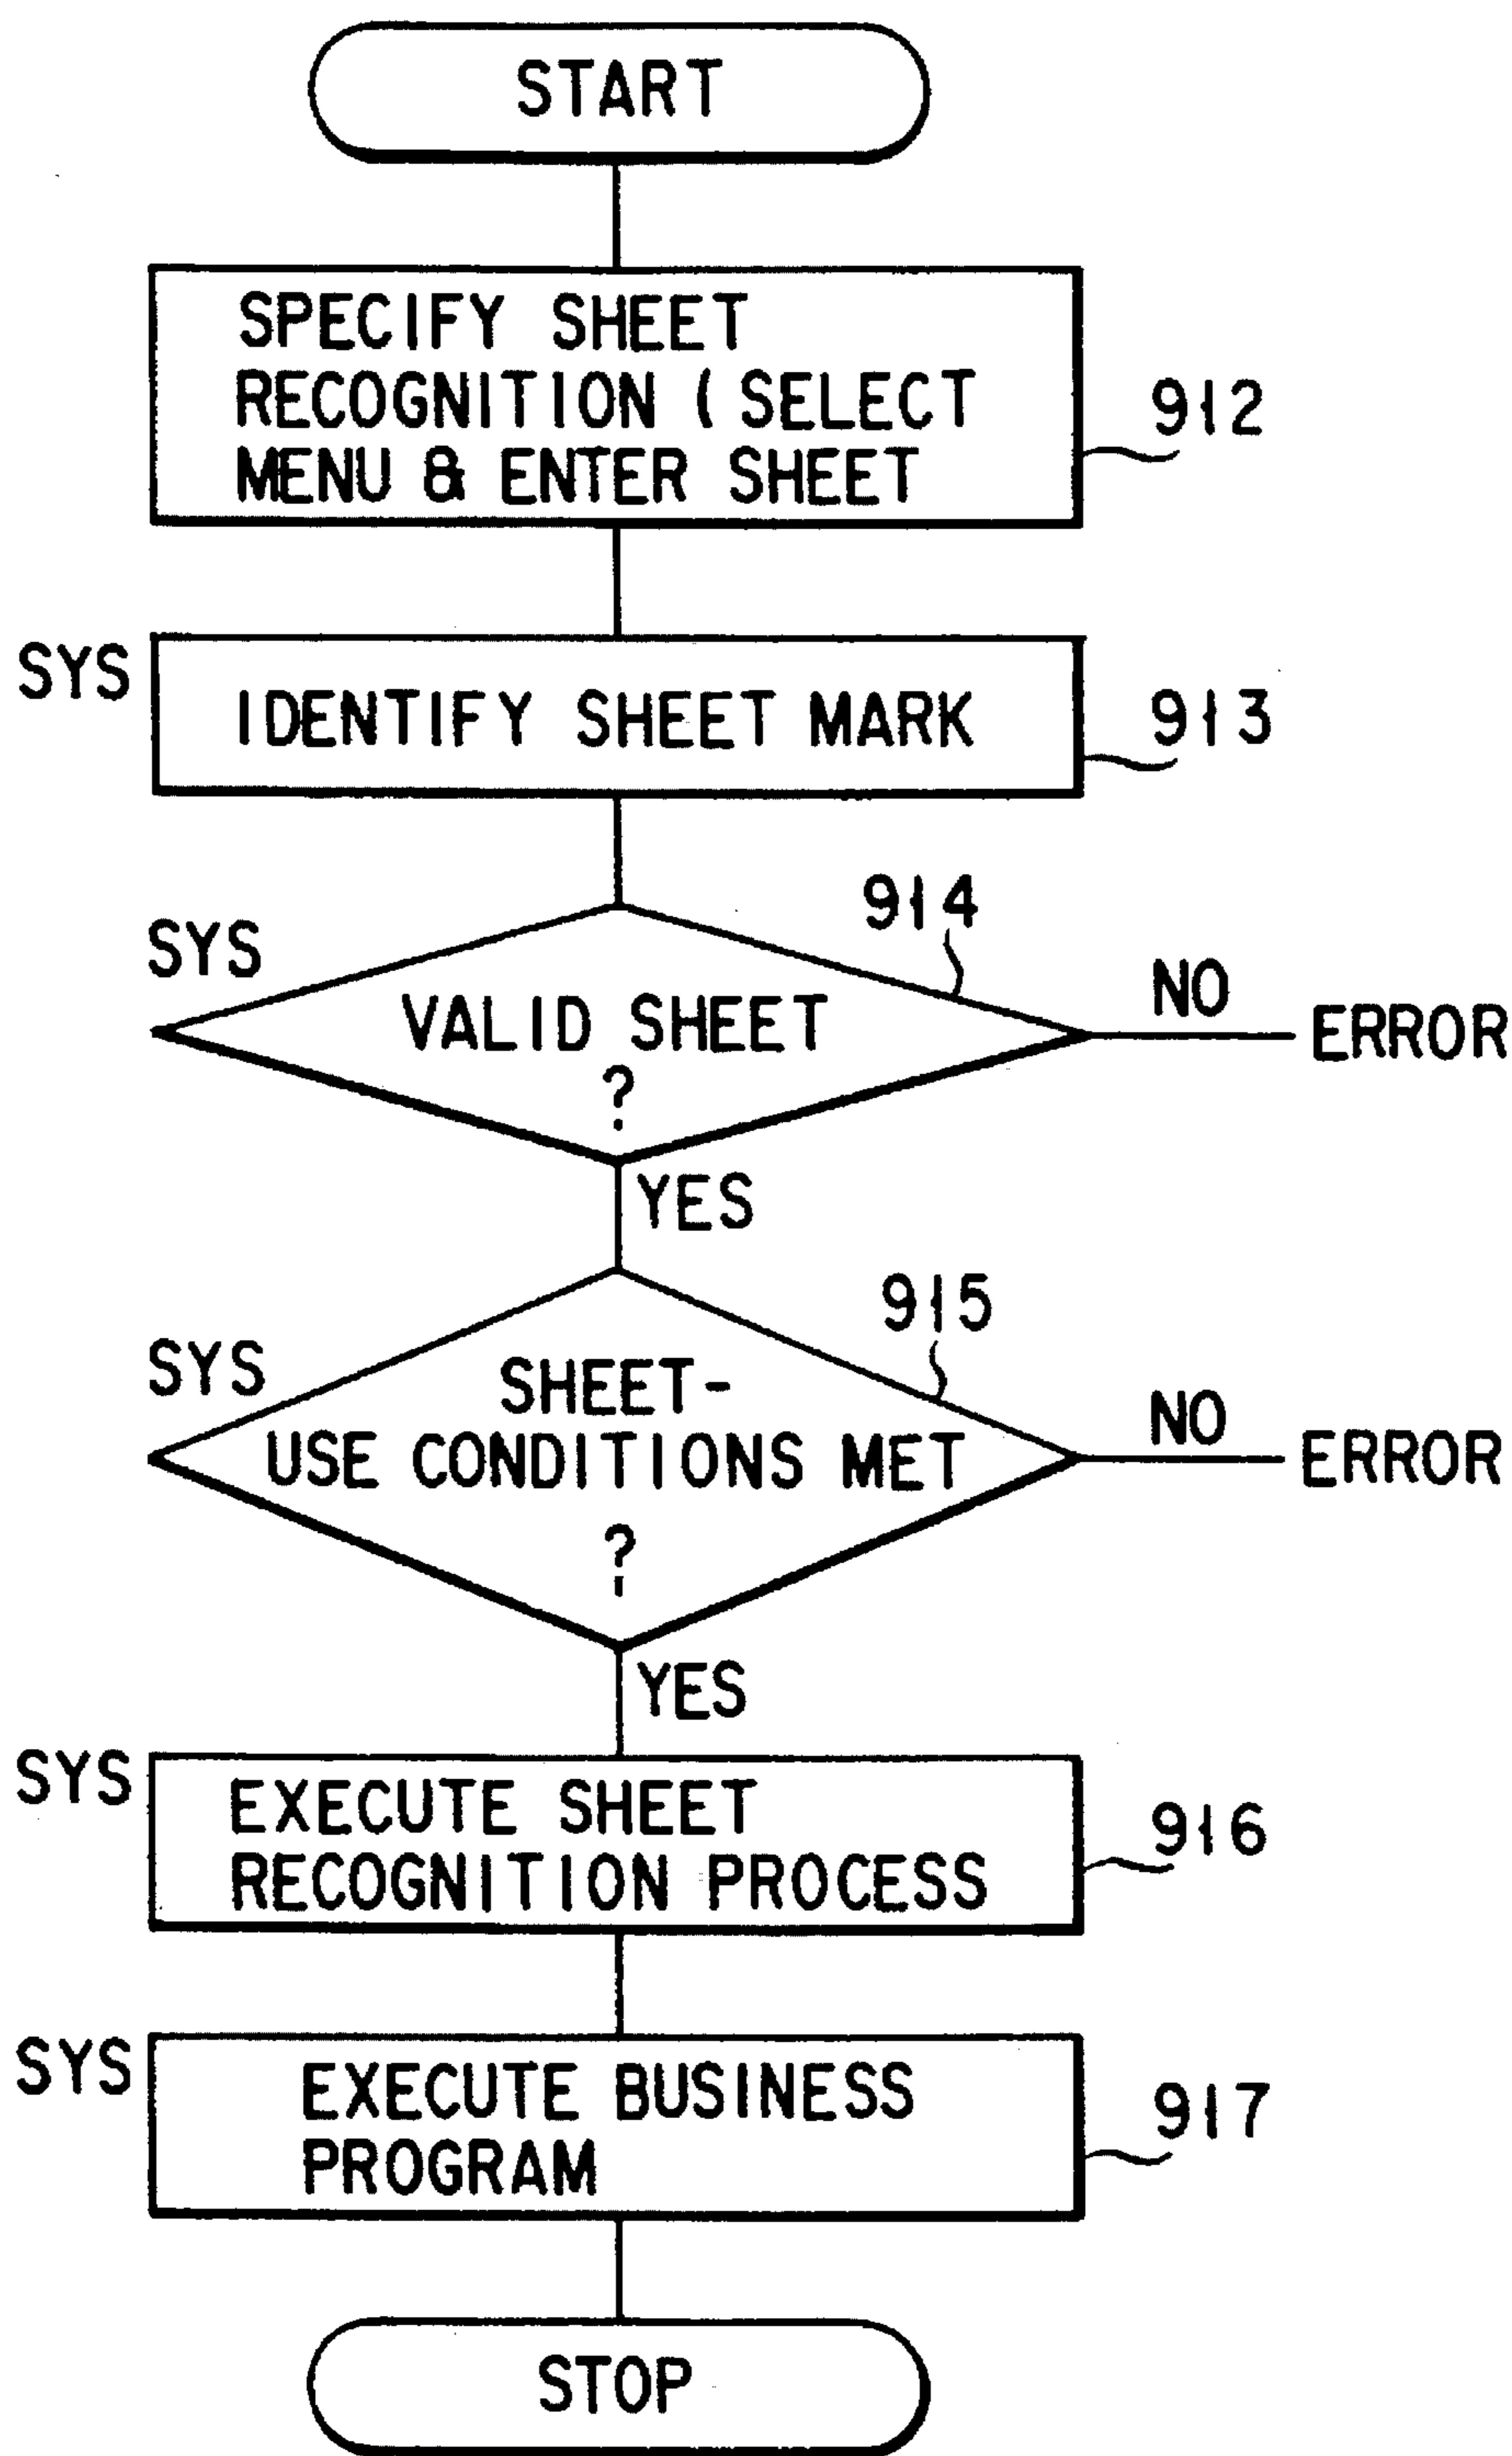 START
SPECIFY SHEET
RECOGNITION (SELECT
MENU & ENTER SHEET
912
SYS
IDENTIFY SHEET MARK
913
SYS
914
VALID SHEET
?
NO
ERROR
YES
SYS
915
SHEET-
USE CONDITIONS MET
?
NO
ERROR
YES
SYS
EXECUTE SHEET
RECOGNITION PROCESS
916
SYS
EXECUTE BUSINESS
PROGRAM
917
STOP